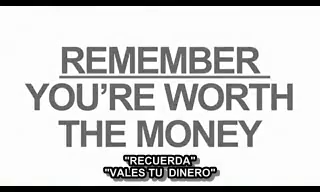 REMEMBER
YOU'RE WORTH
THE MONEY
"RECUERDA"
"VALES TU DINERO"